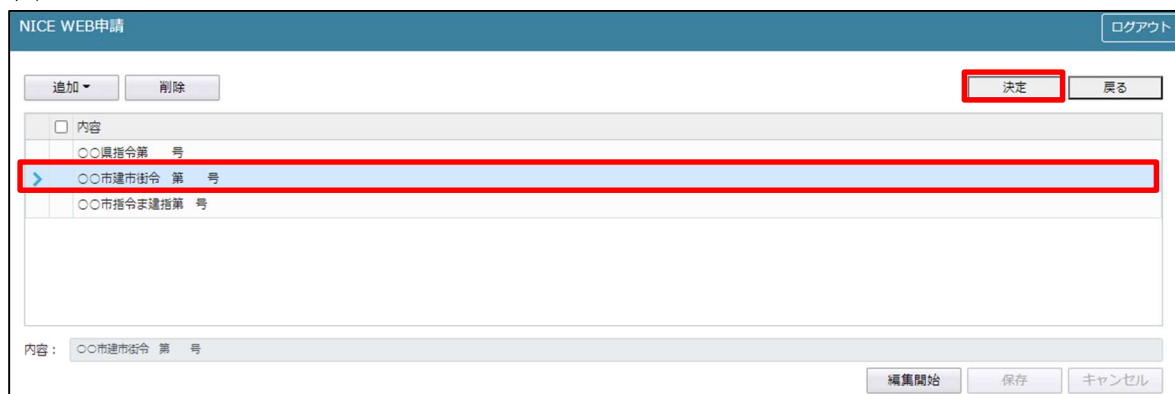 NICE WEB申請 ログアウト
追加 削除 決定 戻る
内容
○○県指令第 号
○○市建市街令 第 号
○○市指令ま建指第 号
内容： ○○市建市街令 第 号
編集開始 保存 キャンセル